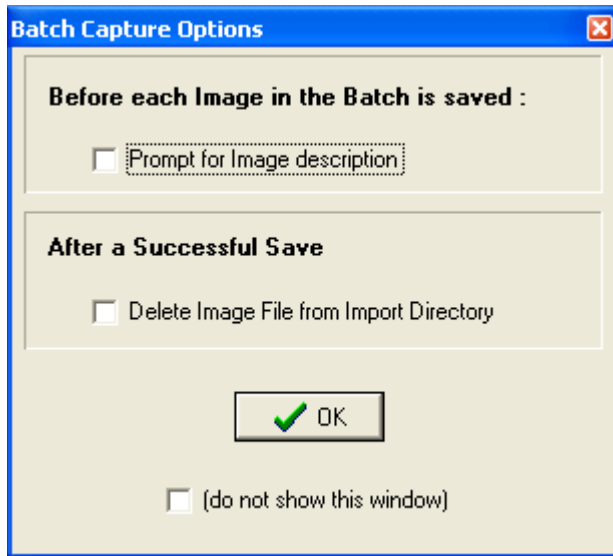 Batch Capture Options
Before each Image in the Batch is saved :
Prompt for Image description
After a Successful Save
Delete Image File from Import Directory
OK
(do not show this window)